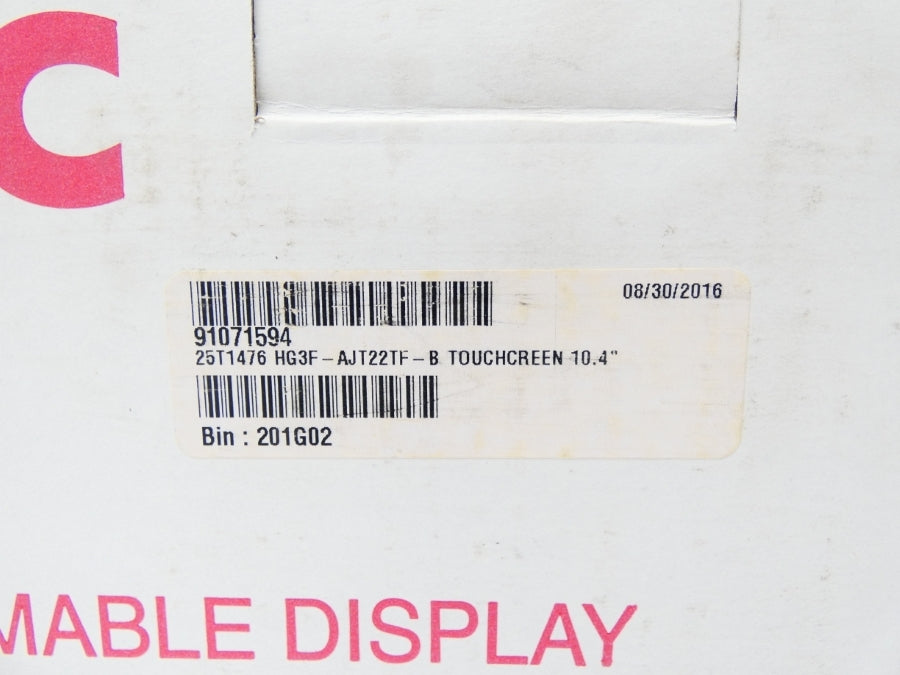 C
08/30/2016
91071594
25T1476 HG3F-AJT22TF-B TOUCHCREEN 10.4"
Bin : 201G02
MABLE DISPLAY